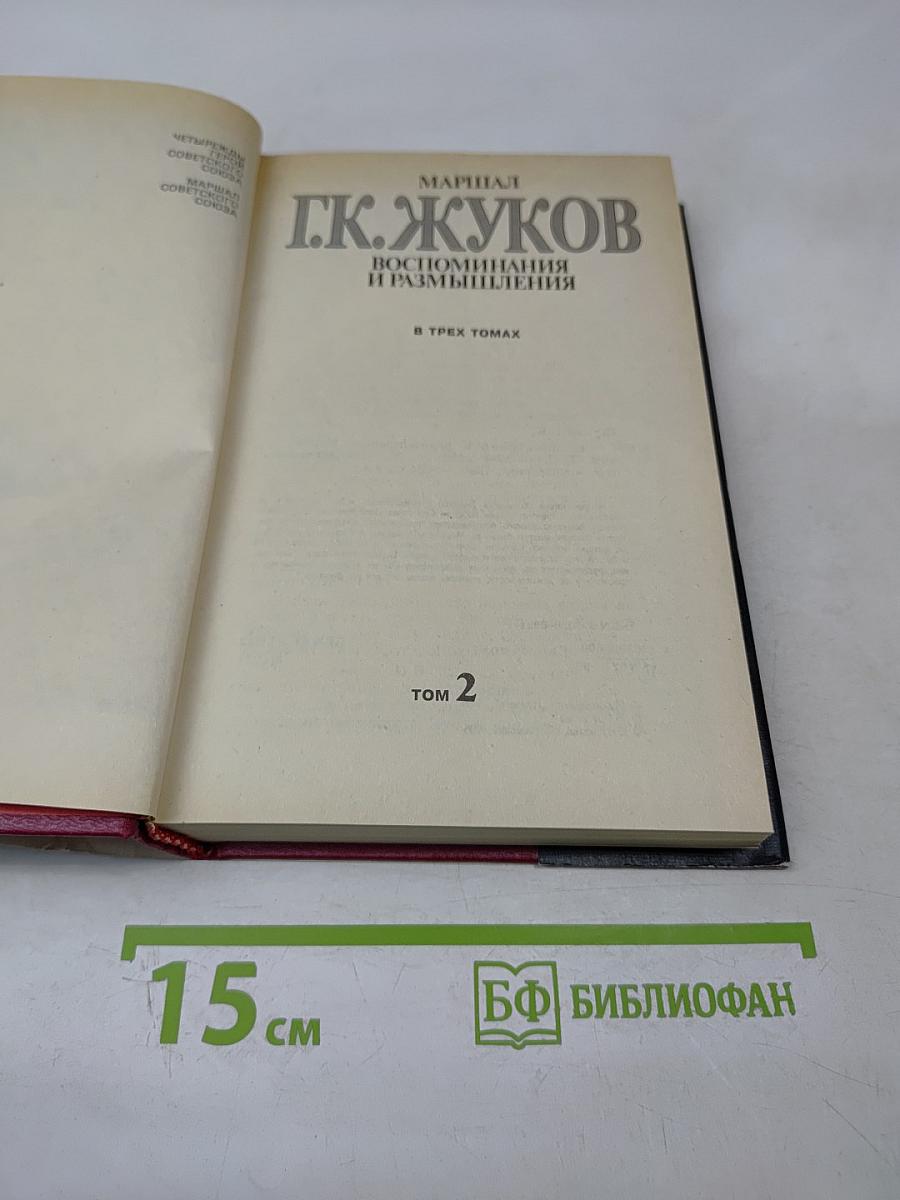 ЧЕТЫРЕЖДЫ
ГЕРОЙ
СОВЕТСКОГО
СОЮЗА
МАРШАЛ
СОВЕТСКОГО
СОЮЗА
МАРШАЛ
Г.К. ЖУКОВ
ВОСПОМИНАНИЯ
И РАЗМЫШЛЕНИЯ
В ТРЕХ ТОМАХ
ТОМ 2
15 см
БФ БИБЛИОФАН